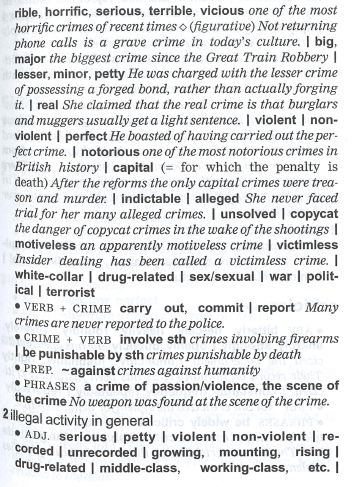 rible, horrific, serious, terrible, vicious one of the most
horrific crimes of recent times ◇ (figurative) Not returning
phone calls is a grave crime in today's culture. | big,
major the biggest crime since the Great Train Robbery |
lesser, minor, petty He was charged with the lesser crime
of possessing a forged bond, rather than actually forging
it. | real She claimed that the real crime is that burglars
and muggers usually get a light sentence. | violent | non-
violent | perfect He boasted of having carried out the per-
fect crime. | notorious one of the most notorious crimes in
British history | capital (= for which the penalty is
death) After the reforms the only capital crimes were trea-
son and murder. | indictable | alleged She never faced
trial for her many alleged crimes. | unsolved | copycat
the danger of copycat crimes in the wake of the shootings |
motiveless an apparently motiveless crime | victimless
Insider dealing has been called a victimless crime. |
white-collar | drug-related | sex/sexual | war | polit-
ical | terrorist
• VERB + CRIME carry out, commit | report Many
crimes are never reported to the police.
• CRIME + VERB involve sth crimes involving firearms
| be punishable by sth crimes punishable by death
• PREP. ~against crimes against humanity
• PHRASES a crime of passion/violence, the scene of
the crime No weapon was found at the scene of the crime.
2 illegal activity in general
• ADJ. serious | petty | violent | non-violent | re-
corded | unrecorded | growing, mounting, rising |
drug-related | middle-class, working-class, etc. |